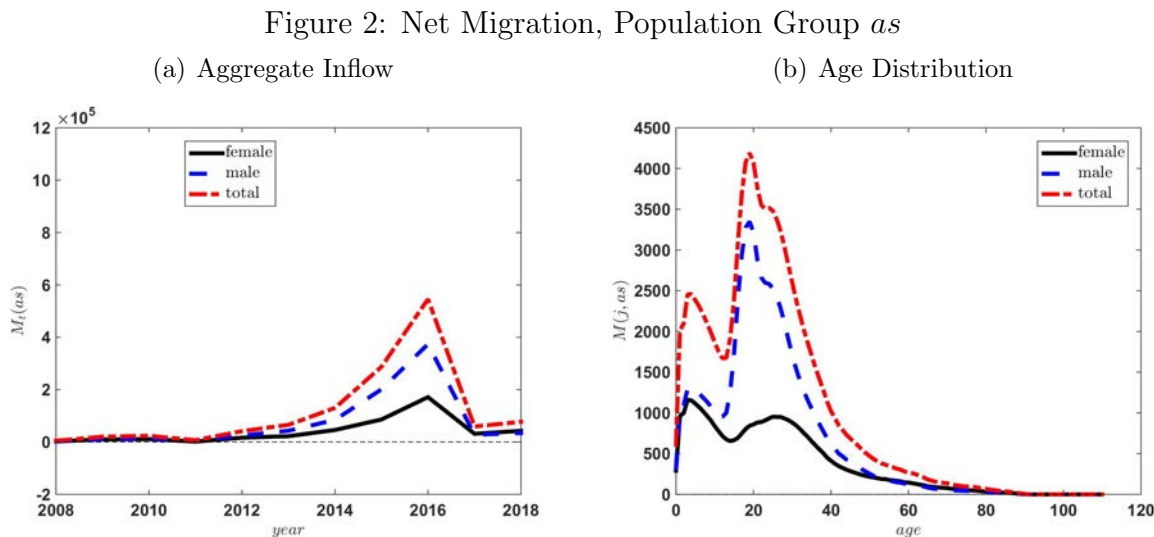 Figure 2: Net Migration, Population Group as
(a) Aggregate Inflow
×10⁵
12
10
8
6
4
2
0
-2
M_t(as)
female
male
total
2008 2010 2012 2014 2016 2018
year
(b) Age Distribution
4500
4000
3500
3000
2500
2000
1500
1000
500
0
M(j, as)
female
male
total
0 20 40 60 80 100 120
age